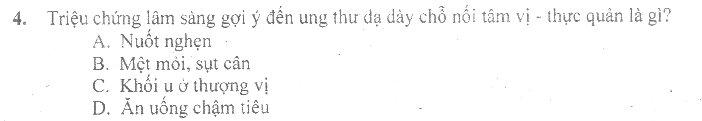 4. Triệu chứng lâm sàng gợi ý đến ung thư dạ dày chỗ nối tâm vị - thực quản là gì?
A. Nuốt nghẹn
B. Mệt mỏi, sụt cân
C. Khối u ở thượng vị
D. Ăn uống chậm tiêu